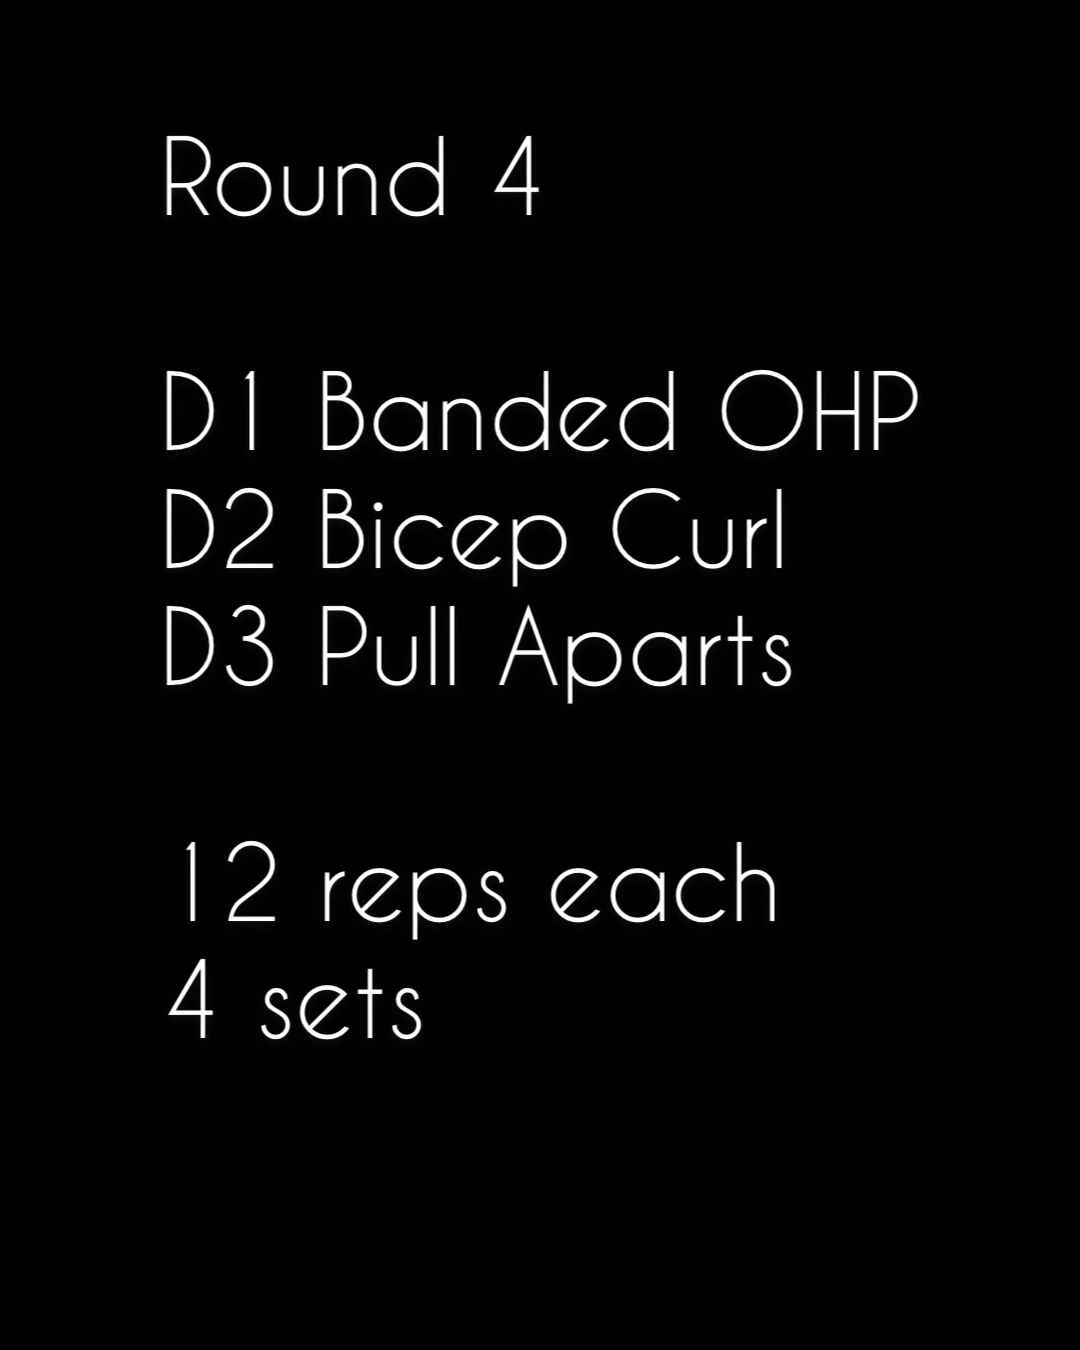 Round 4
D1 Banded OHP
D2 Bicep Curl
D3 Pull Aparts
12 reps each
4 sets